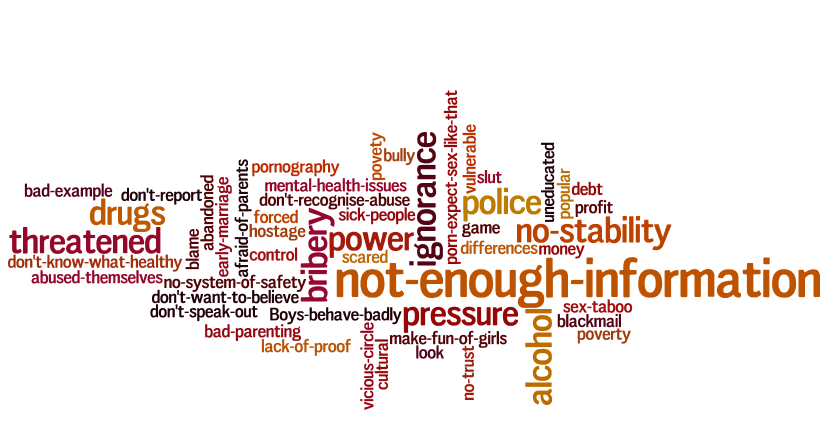 porn-expect-sex-like-that
vulnerable
povety
bully
ignorance
pornography
slut
uneducated
popular
debt
profit
mental-health-issues
bad-example
don't-report
abandoned
early-marriage
afraid-of-parents
don't-recognise-abuse
police
drugs
forced
sick-people
hostage
game
no-stability
threatened
blame
control
bribery
power
scared
differences
money
don't-know-what-healthy
abused-themselves
no-system-of-safety
not-enough-information
don't-want-to-believe
don't-speak-out
Boys-behave-badly
pressure
alcohol
sex-taboo
blackmail
poverty
bad-parenting
lack-of-proof
vicious-circle
cultural
make-fun-of-girls
look
no-trust